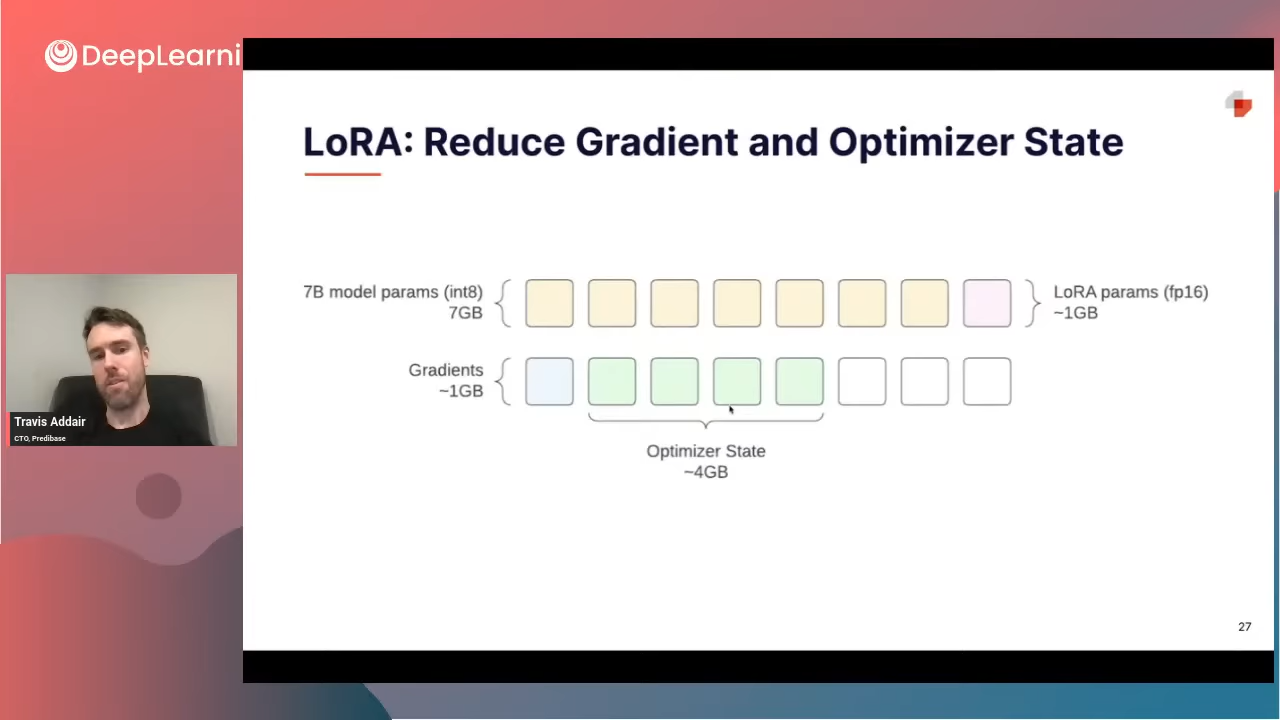 DeepLearni
LoRA: Reduce Gradient and Optimizer State
7B model params (int8)
7GB
LoRA params (fp16)
~1GB
Gradients
~1GB
Optimizer State
~4GB
Travis Addair
CTO, Predibase
27